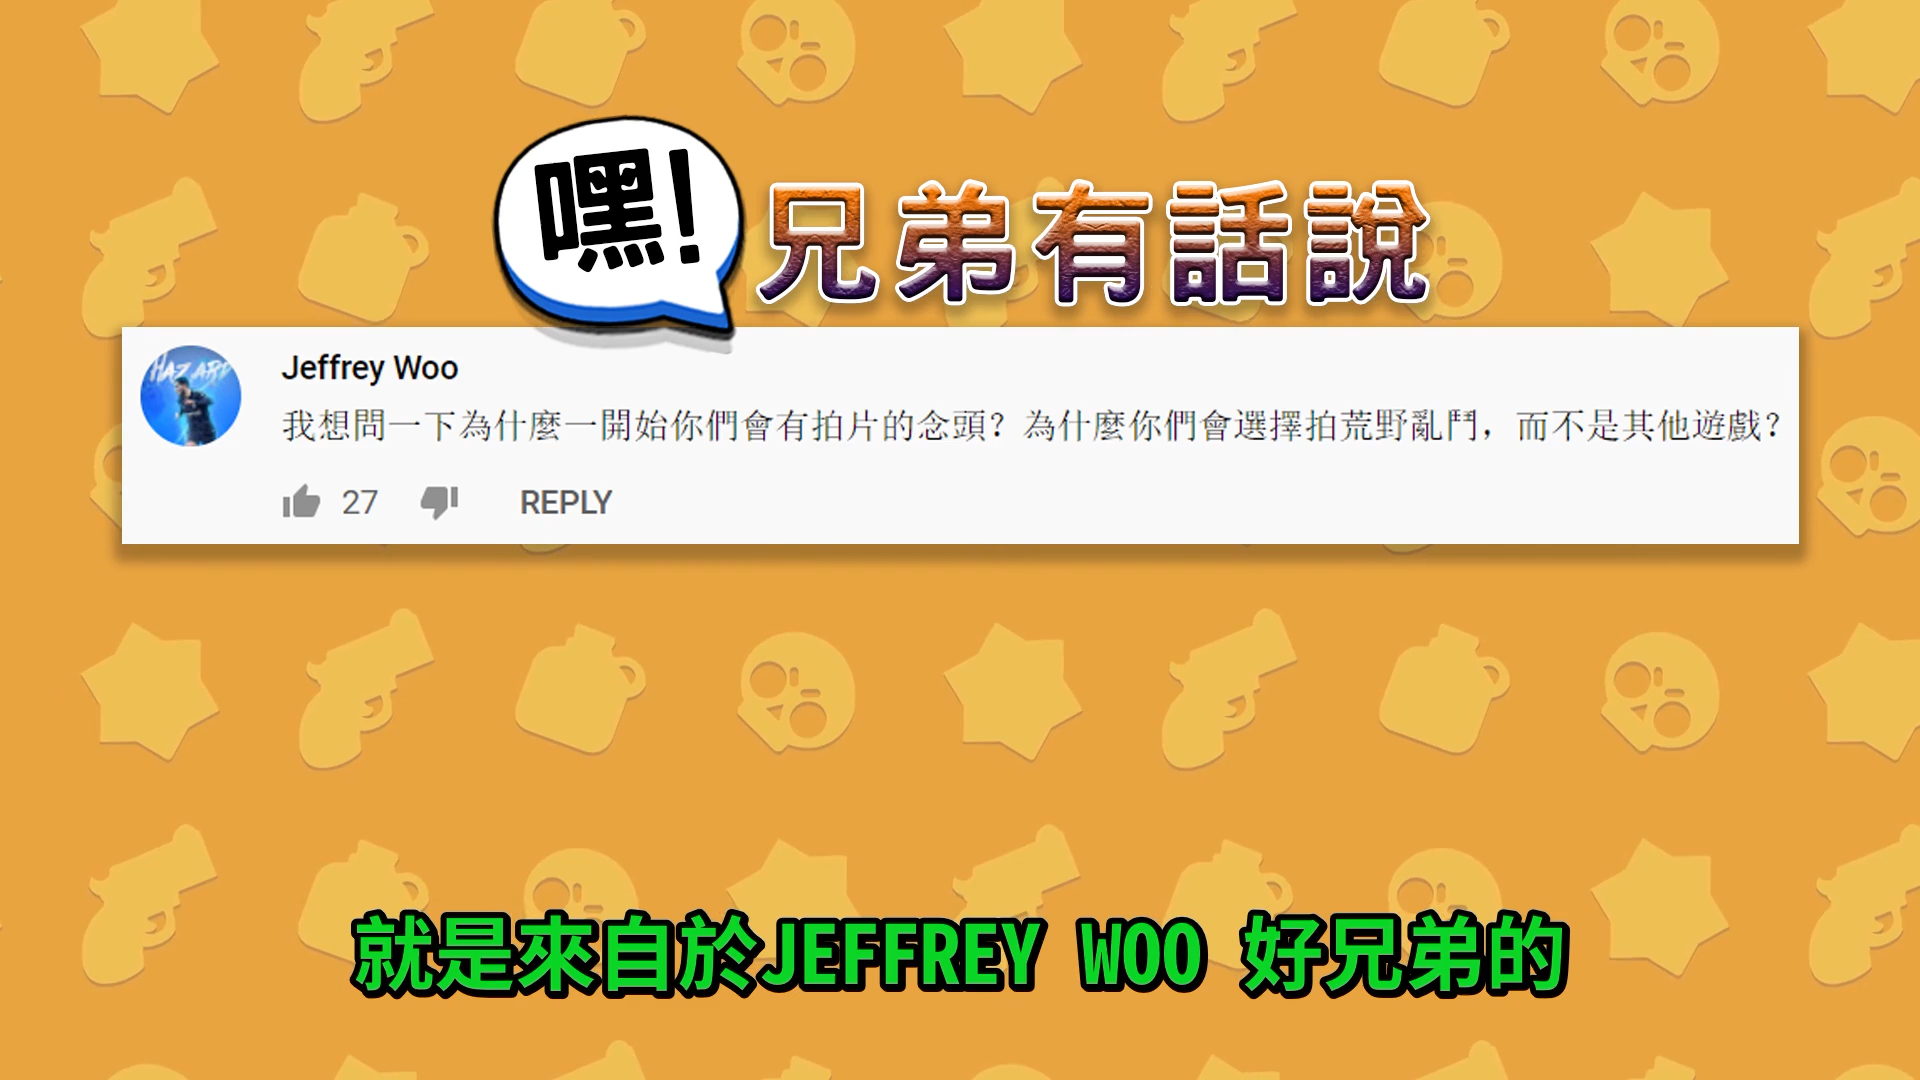 嘿!
兄弟有話說
HAZARD
Jeffrey Woo
我想問一下為什麼一開始你們會有拍片的念頭？為什麼你們會選擇拍荒野亂鬥，而不是其他遊戲？
27 REPLY
就是來自於JEFFREY WOO 好兄弟的